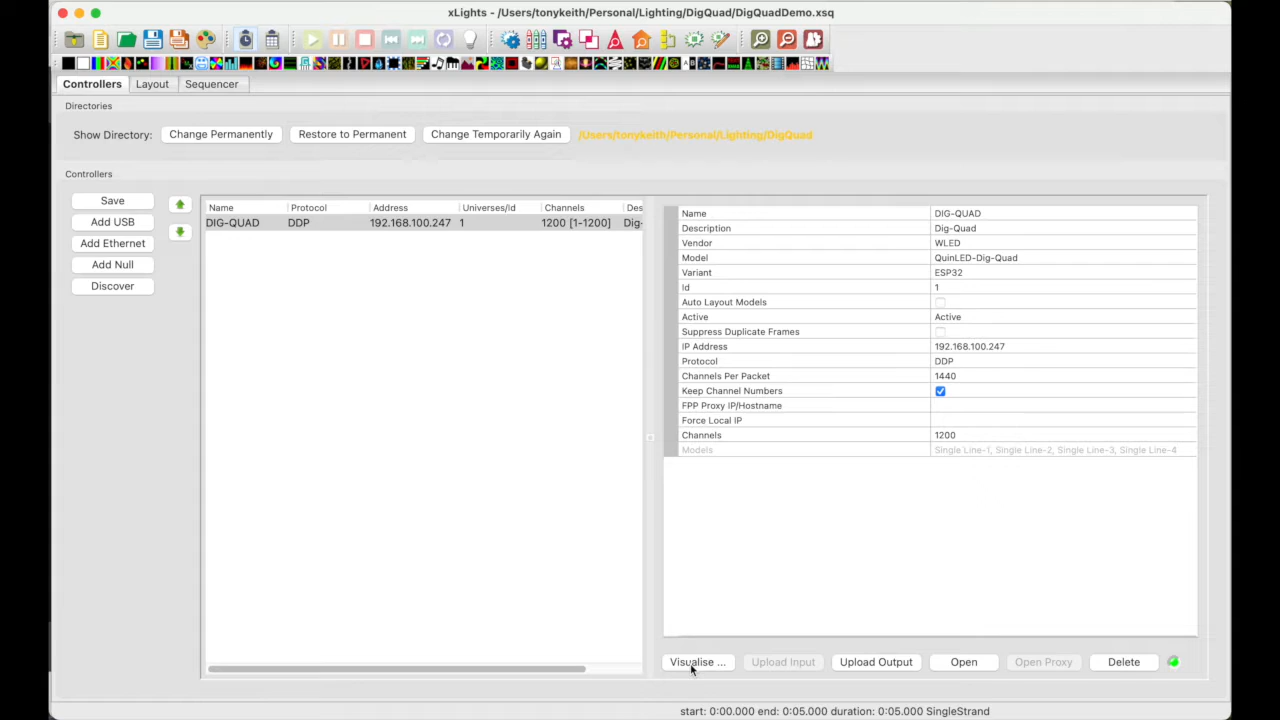 xLights - /Users/tonykeith/Personal/Lighting/DigQuad/DigQuadDemo.xsq
Controllers Layout Sequencer
Directories
Show Directory: Change Permanently Restore to Permanent Change Temporarily Again /Users/tonykeith/Personal/Lighting/DigQuad
Controllers
Save
Add USB
Add Ethernet
Add Null
Discover
Name Protocol Address Universes/Id Channels Des
DIG-QUAD DDP 192.168.100.247 1 1200 [1-1200] Dig-
Name DIG-QUAD
Description Dig-Quad
Vendor WLED
Model QuinLED-Dig-Quad
Variant ESP32
Id 1
Auto Layout Models
Active Active
Suppress Duplicate Frames
IP Address 192.168.100.247
Protocol DDP
Channels Per Packet 1440
Keep Channel Numbers
FPP Proxy IP/Hostname
Force Local IP
Channels 1200
Models Single Line-1, Single Line-2, Single Line-3, Single Line-4
Visualise ... Upload Input Upload Output Open Open Proxy Delete
start: 0:00.000 end: 0:05.000 duration: 0:05.000 SingleStrand